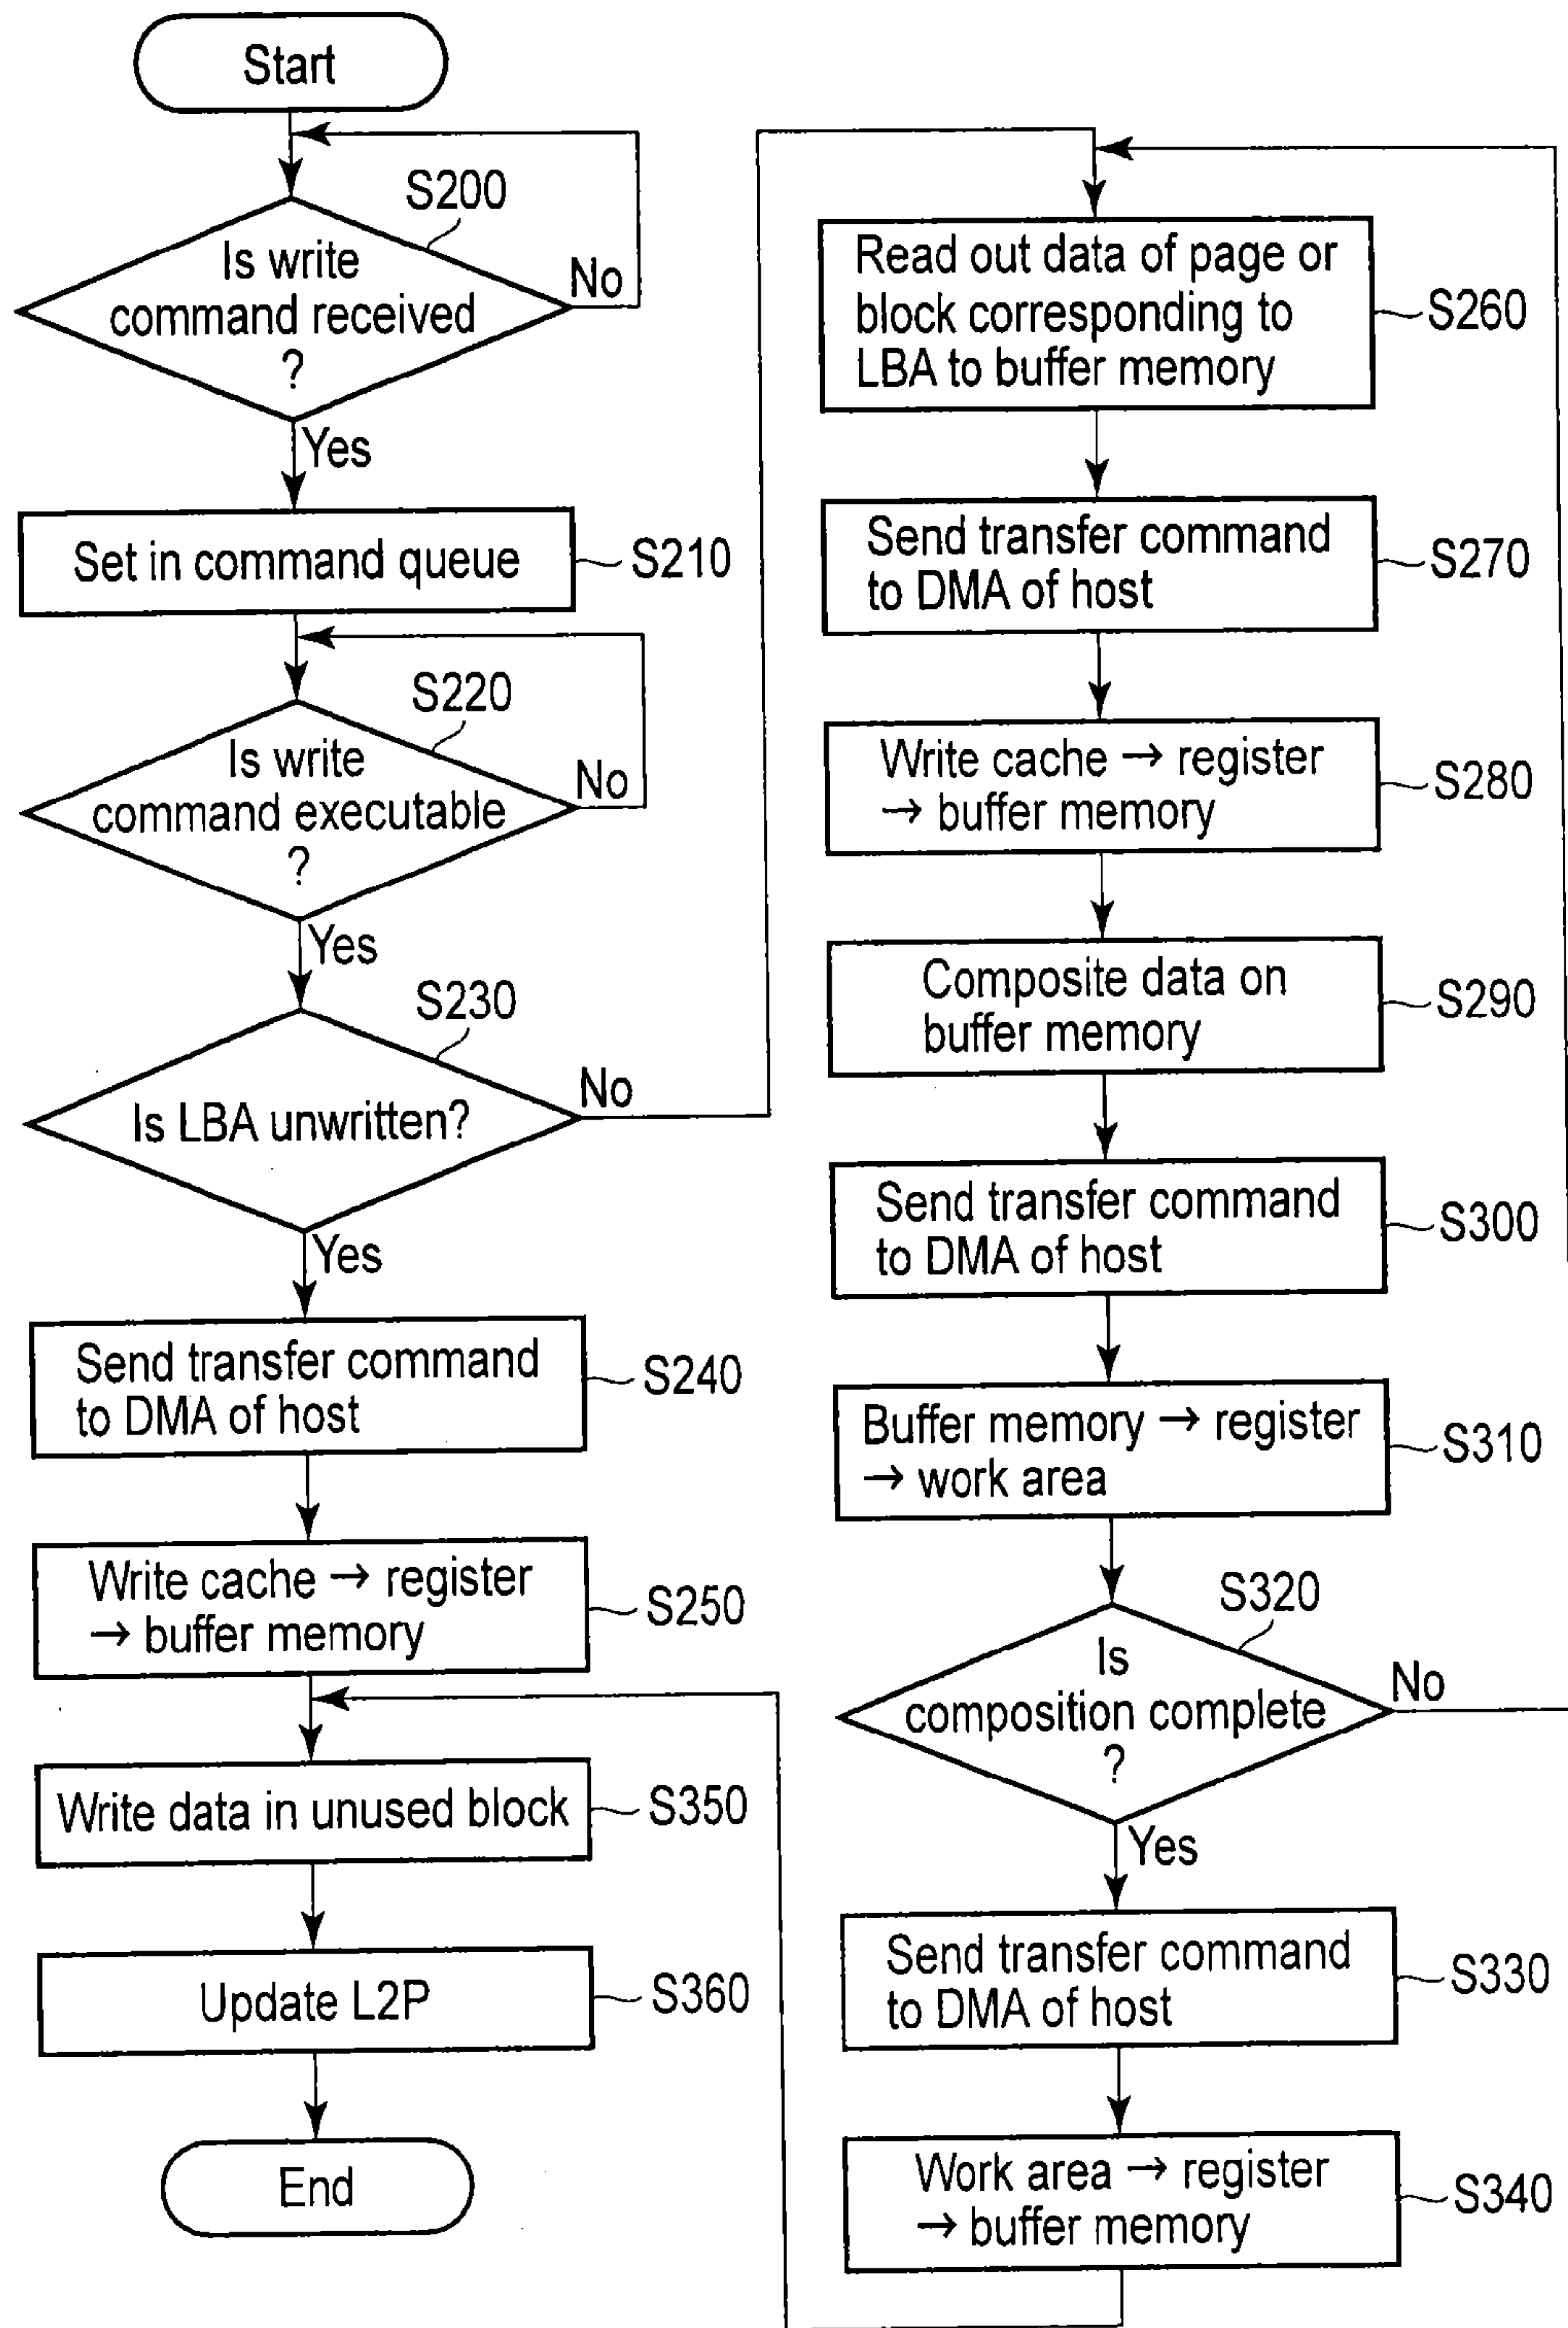 Start
S200
Is write
command received
?
No
Yes
Set in command queue
S210
S220
Is write
command executable
?
No
Yes
S230
Is LBA unwritten?
No
Yes
Send transfer command
to DMA of host
S240
Write cache → register
→ buffer memory
S250
Write data in unused block
S350
Update L2P
S360
End
Read out data of page or
block corresponding to
LBA to buffer memory
S260
Send transfer command
to DMA of host
S270
Write cache → register
→ buffer memory
S280
Composite data on
buffer memory
S290
Send transfer command
to DMA of host
S300
Buffer memory → register
→ work area
S310
S320
Is
composition complete
?
No
Yes
Send transfer command
to DMA of host
S330
Work area → register
→ buffer memory
S340